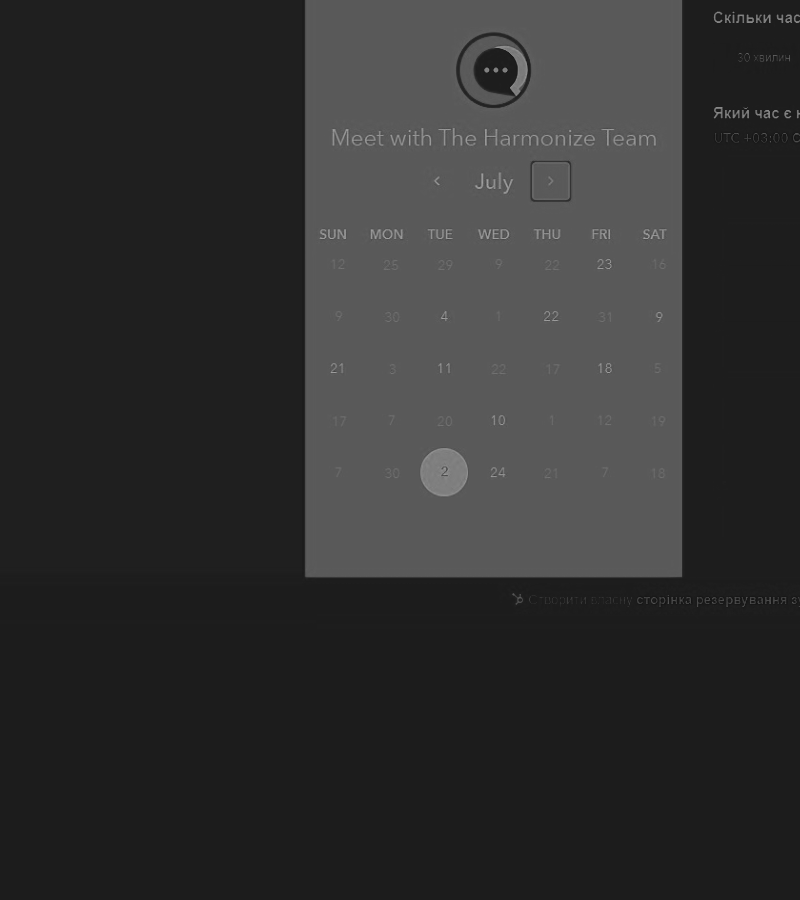 Meet with The Harmonize Team
July
SUN MON TUE WED THU FRI SAT
12 25 29 9 22 23 16
9 30 4 1 22 31 9
21 3 11 22 17 18 5
17 7 20 10 1 12 19
7 30 2 24 21 7 18
Скільки час
30 хвилин
Який час є
UTC +03:00
Створити власну сторінка резервування